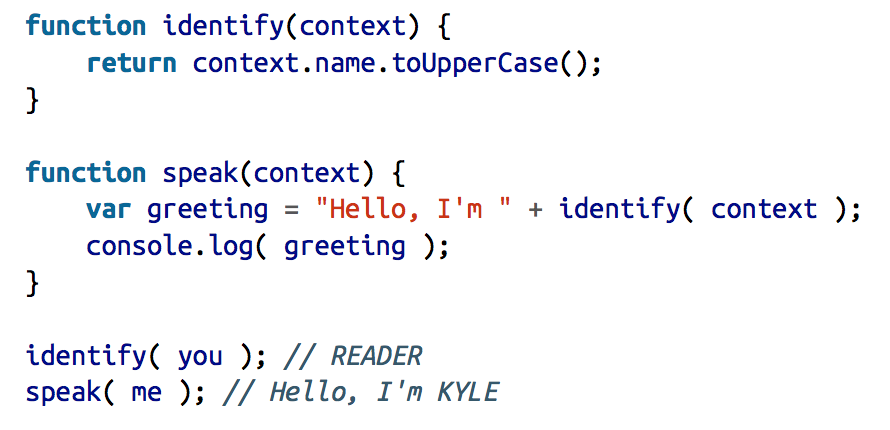 function identify(context) {
    return context.name.toUpperCase();
}

function speak(context) {
    var greeting = "Hello, I'm " + identify( context );
    console.log( greeting );
}

identify( you ); // READER
speak( me ); // Hello, I'm KYLE